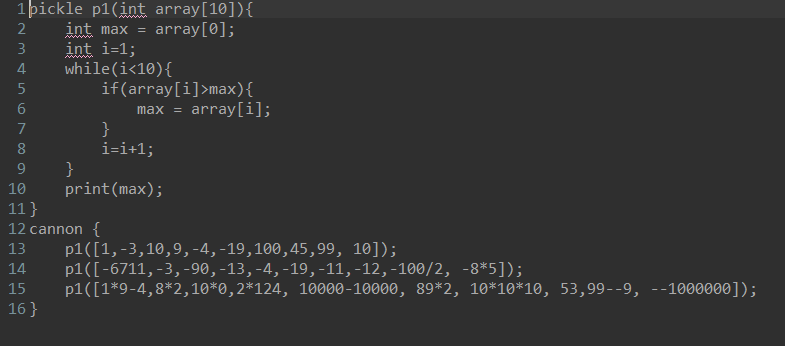 1 pickle p1(int array[10]){
2     int max = array[0];
3     int i=1;
4     while(i<10){
5         if(array[i]>max){
6             max = array[i];
7         }
8         i=i+1;
9     }
10     print(max);
11 }
12 cannon {
13     p1([1,-3,10,9,-4,-19,100,45,99, 10]);
14     p1([-6711,-3,-90,-13,-4,-19,-11,-12,-100/2, -8*5]);
15     p1([1*9-4,8*2,10*0,2*124, 10000-10000, 89*2, 10*10*10, 53,99--9, --1000000]);
16 }